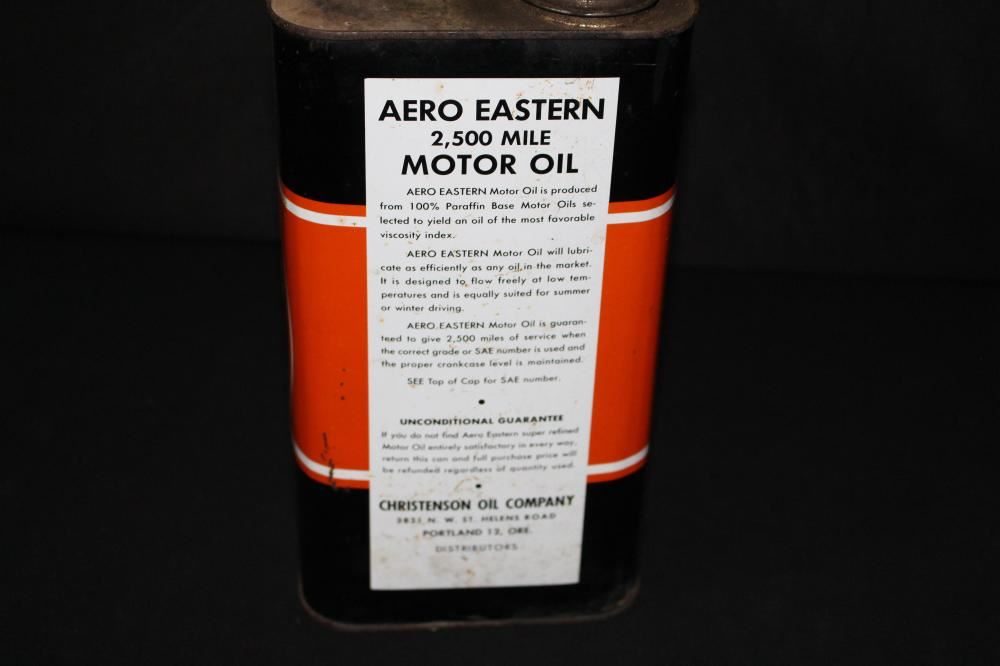 AERO EASTERN
2,500 MILE
MOTOR OIL
AERO EASTERN Motor Oil is produced
from 100% Paraffin Base Motor Oils se-
lected to yield an oil of the most favorable
viscosity index.
AERO EASTERN Motor Oil will lubri-
cate as efficiently as any oil in the market.
It is designed to flow freely at low tem-
peratures and is equally suited for summer
or winter driving.
AERO EASTERN Motor Oil is guaran-
teed to give 2,500 miles of service when
the correct grade or SAE number is used and
the proper crankcase level is maintained.
SEE Top of Cap for SAE number.
UNCONDITIONAL GUARANTEE
If you do not find Aero Eastern super refined
Motor Oil entirely satisfactory in every way,
return this can and full purchase price will
be refunded regardless of quantity used.
CHRISTENSON OIL COMPANY
N. W. ST. HELENS ROAD
PORTLAND 12, ORE.
DISTRIBUTORS